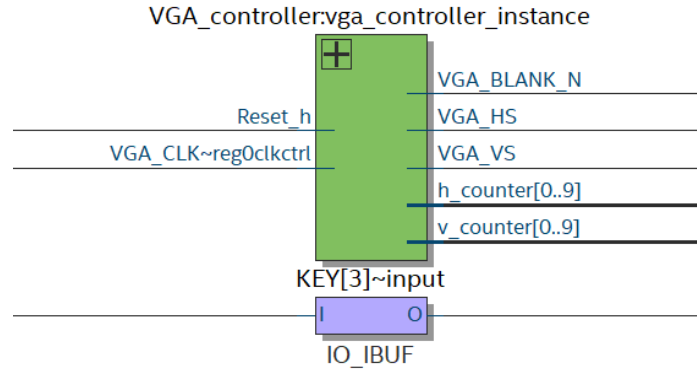 VGA_controller:vga_controller_instance
VGA_BLANK_N
Reset_h
VGA_HS
VGA_CLK~reg0clkctrl
VGA_VS
h_counter[0..9]
v_counter[0..9]
KEY[3]~input
I
O
IO_IBUF